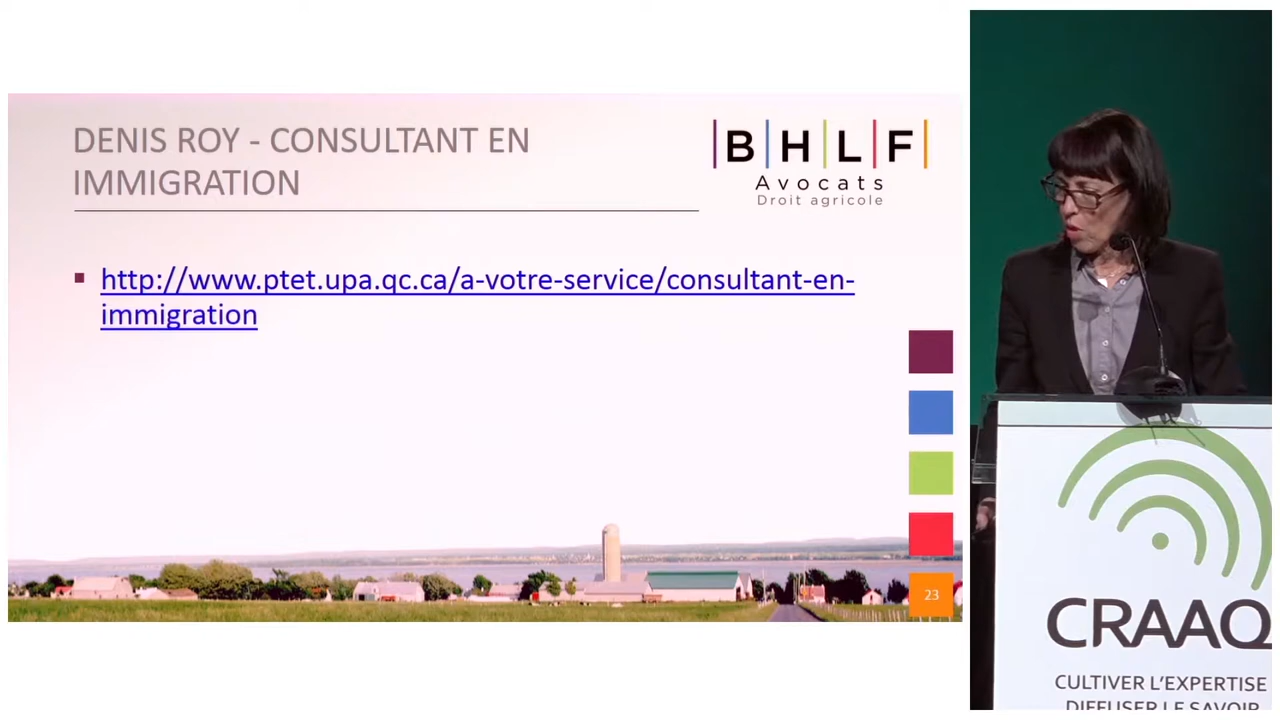 DENIS ROY - CONSULTANT EN
IMMIGRATION
BHLF
Avocats
Droit agricole
http://www.ptet.upa.qc.ca/a-votre-service/consultant-en-
immigration
23
CRAAQ
CULTIVER L'EXPERTISE
DIFFUSER LE SAVOIR